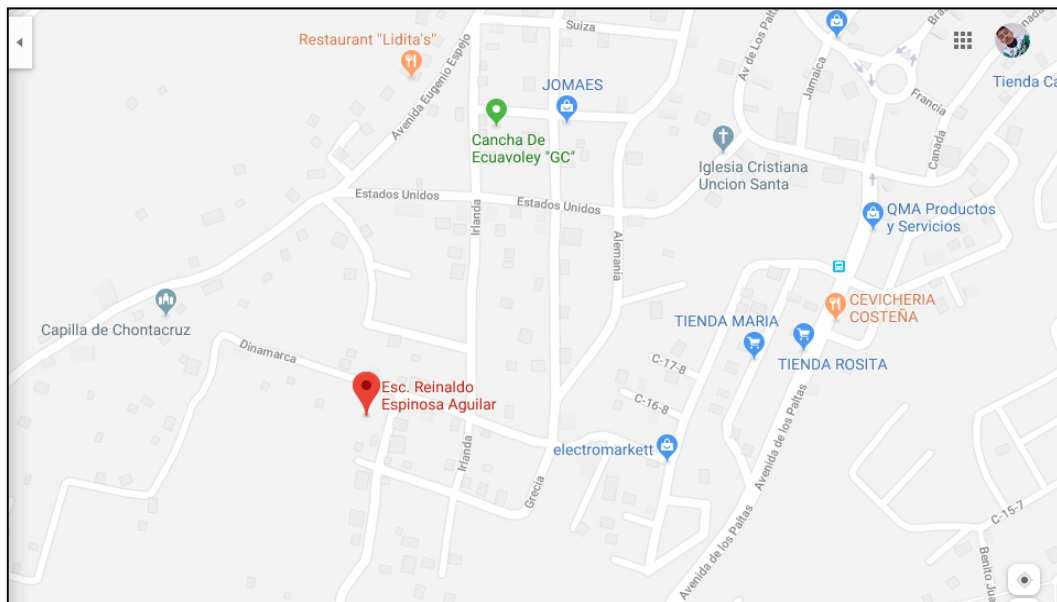 Suiza
Restaurant "Lidita's"
Avenida Eugenio Espejo
JOMAES
Cancha De
Ecuavoley "GC"
Av de Los Paltas
Jamaica
Francia
Canada
Tienda Ca
Iglesia Cristiana
Uncion Santa
Estados Unidos
Estados Unidos
Irlanda
Alemania
QMA Productos
y Servicios
Capilla de Chontacruz
CEVICHERIA
COSTEÑA
TIENDA MARIA
TIENDA ROSITA
Dinamarca
C-17-8
C-16-8
Esc. Reinaldo
Espinosa Aguilar
Irlanda
electromarkett
Grecia
Avenida de los Paltas
Avenida de los Paltas
C-15-7
Benito Jua